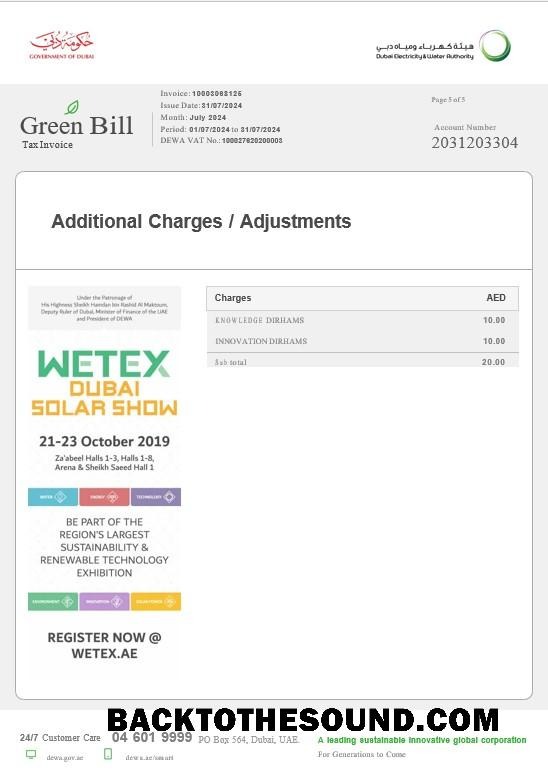 حكومة دبي
GOVERNMENT OF DUBAI
هيئة كهرباء ومياه دبي
Dubai Electricity & Water Authority
Green Bill
Tax Invoice
Invoice: 10003068125
Issue Date: 31/07/2024
Month: July 2024
Period: 01/07/2024 to 31/07/2024
DEWA VAT No.: 100027620200003
Page 5 of 5
Account Number
2031203304
Additional Charges / Adjustments
Under the Patronage of
His Highness Sheikh Hamdan bin Rashid Al Maktoum,
Deputy Ruler of Dubai, Minister of Finance of the UAE
and President of DEWA
WETEX
DUBAI
SOLAR SHOW
21-23 October 2019
Za'abeel Halls 1-3, Halls 1-8,
Arena & Sheikh Saeed Hall 1
WATER ENERGY TECHNOLOGY
BE PART OF THE
REGION'S LARGEST
SUSTAINABILITY &
RENEWABLE TECHNOLOGY
EXHIBITION
ENVIRONMENT INNOVATION SOLAR POWER
REGISTER NOW @
WETEX.AE
Charges AED
KNOWLEDGE DIRHAMS 10.00
INNOVATION DIRHAMS 10.00
Sub total 20.00
BACKTOTHESOUND.COM
24/7 Customer Care 04 601 9999 PO Box 564, Dubai, UAE.
A leading sustainable innovative global corporation
dewa.gov.ae dewa.ae/smart
For Generations to Come